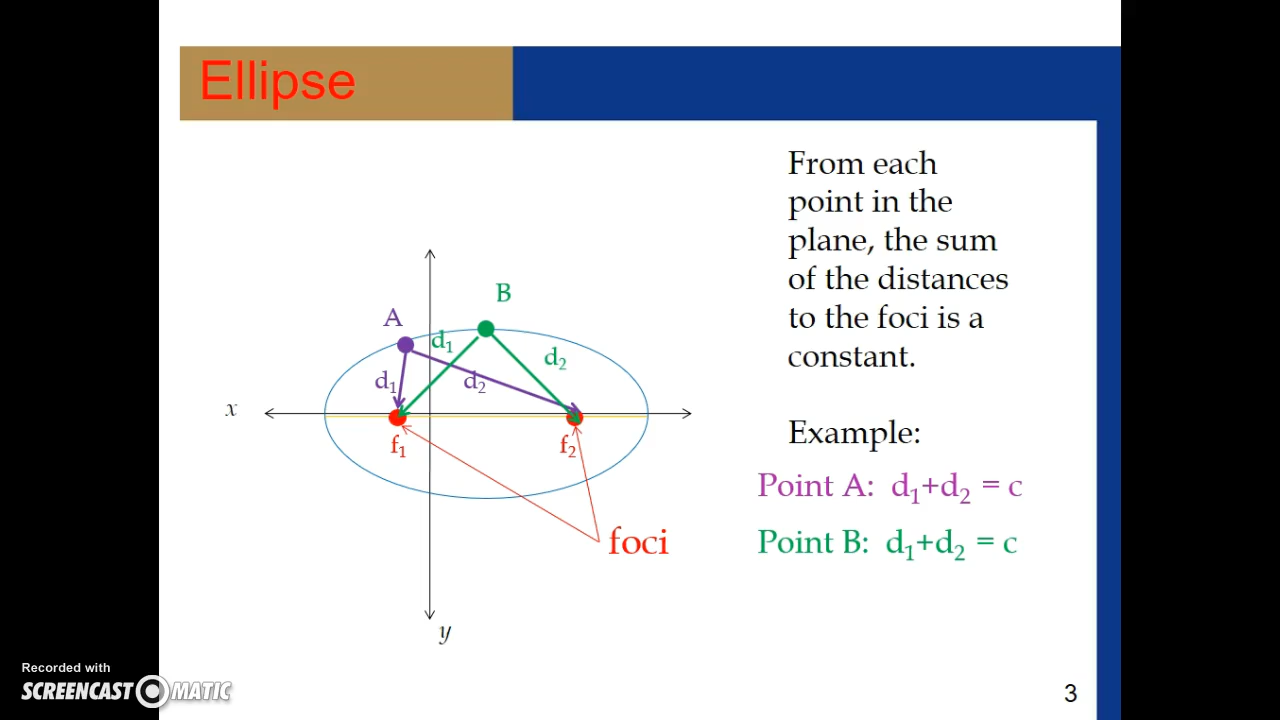 Ellipse
From each
point in the
plane, the sum
of the distances
to the foci is a
constant.
Example:
Point A: d₁+d₂ = c
Point B: d₁+d₂ = c
B
A
d₁
d₂
d₁
d₂
x
f₁
f₂
foci
y
Recorded with
SCREENCAST MATIC
3